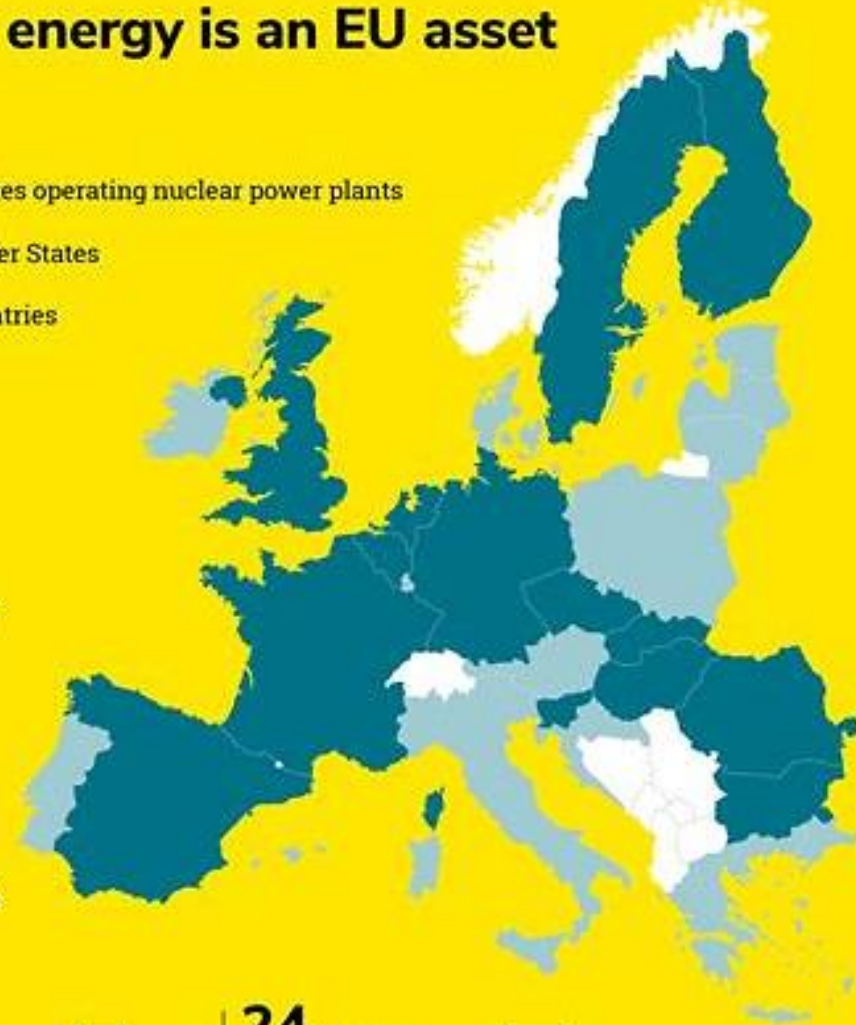 energy is an EU asset
es operating nuclear power plants
er States
tries
24